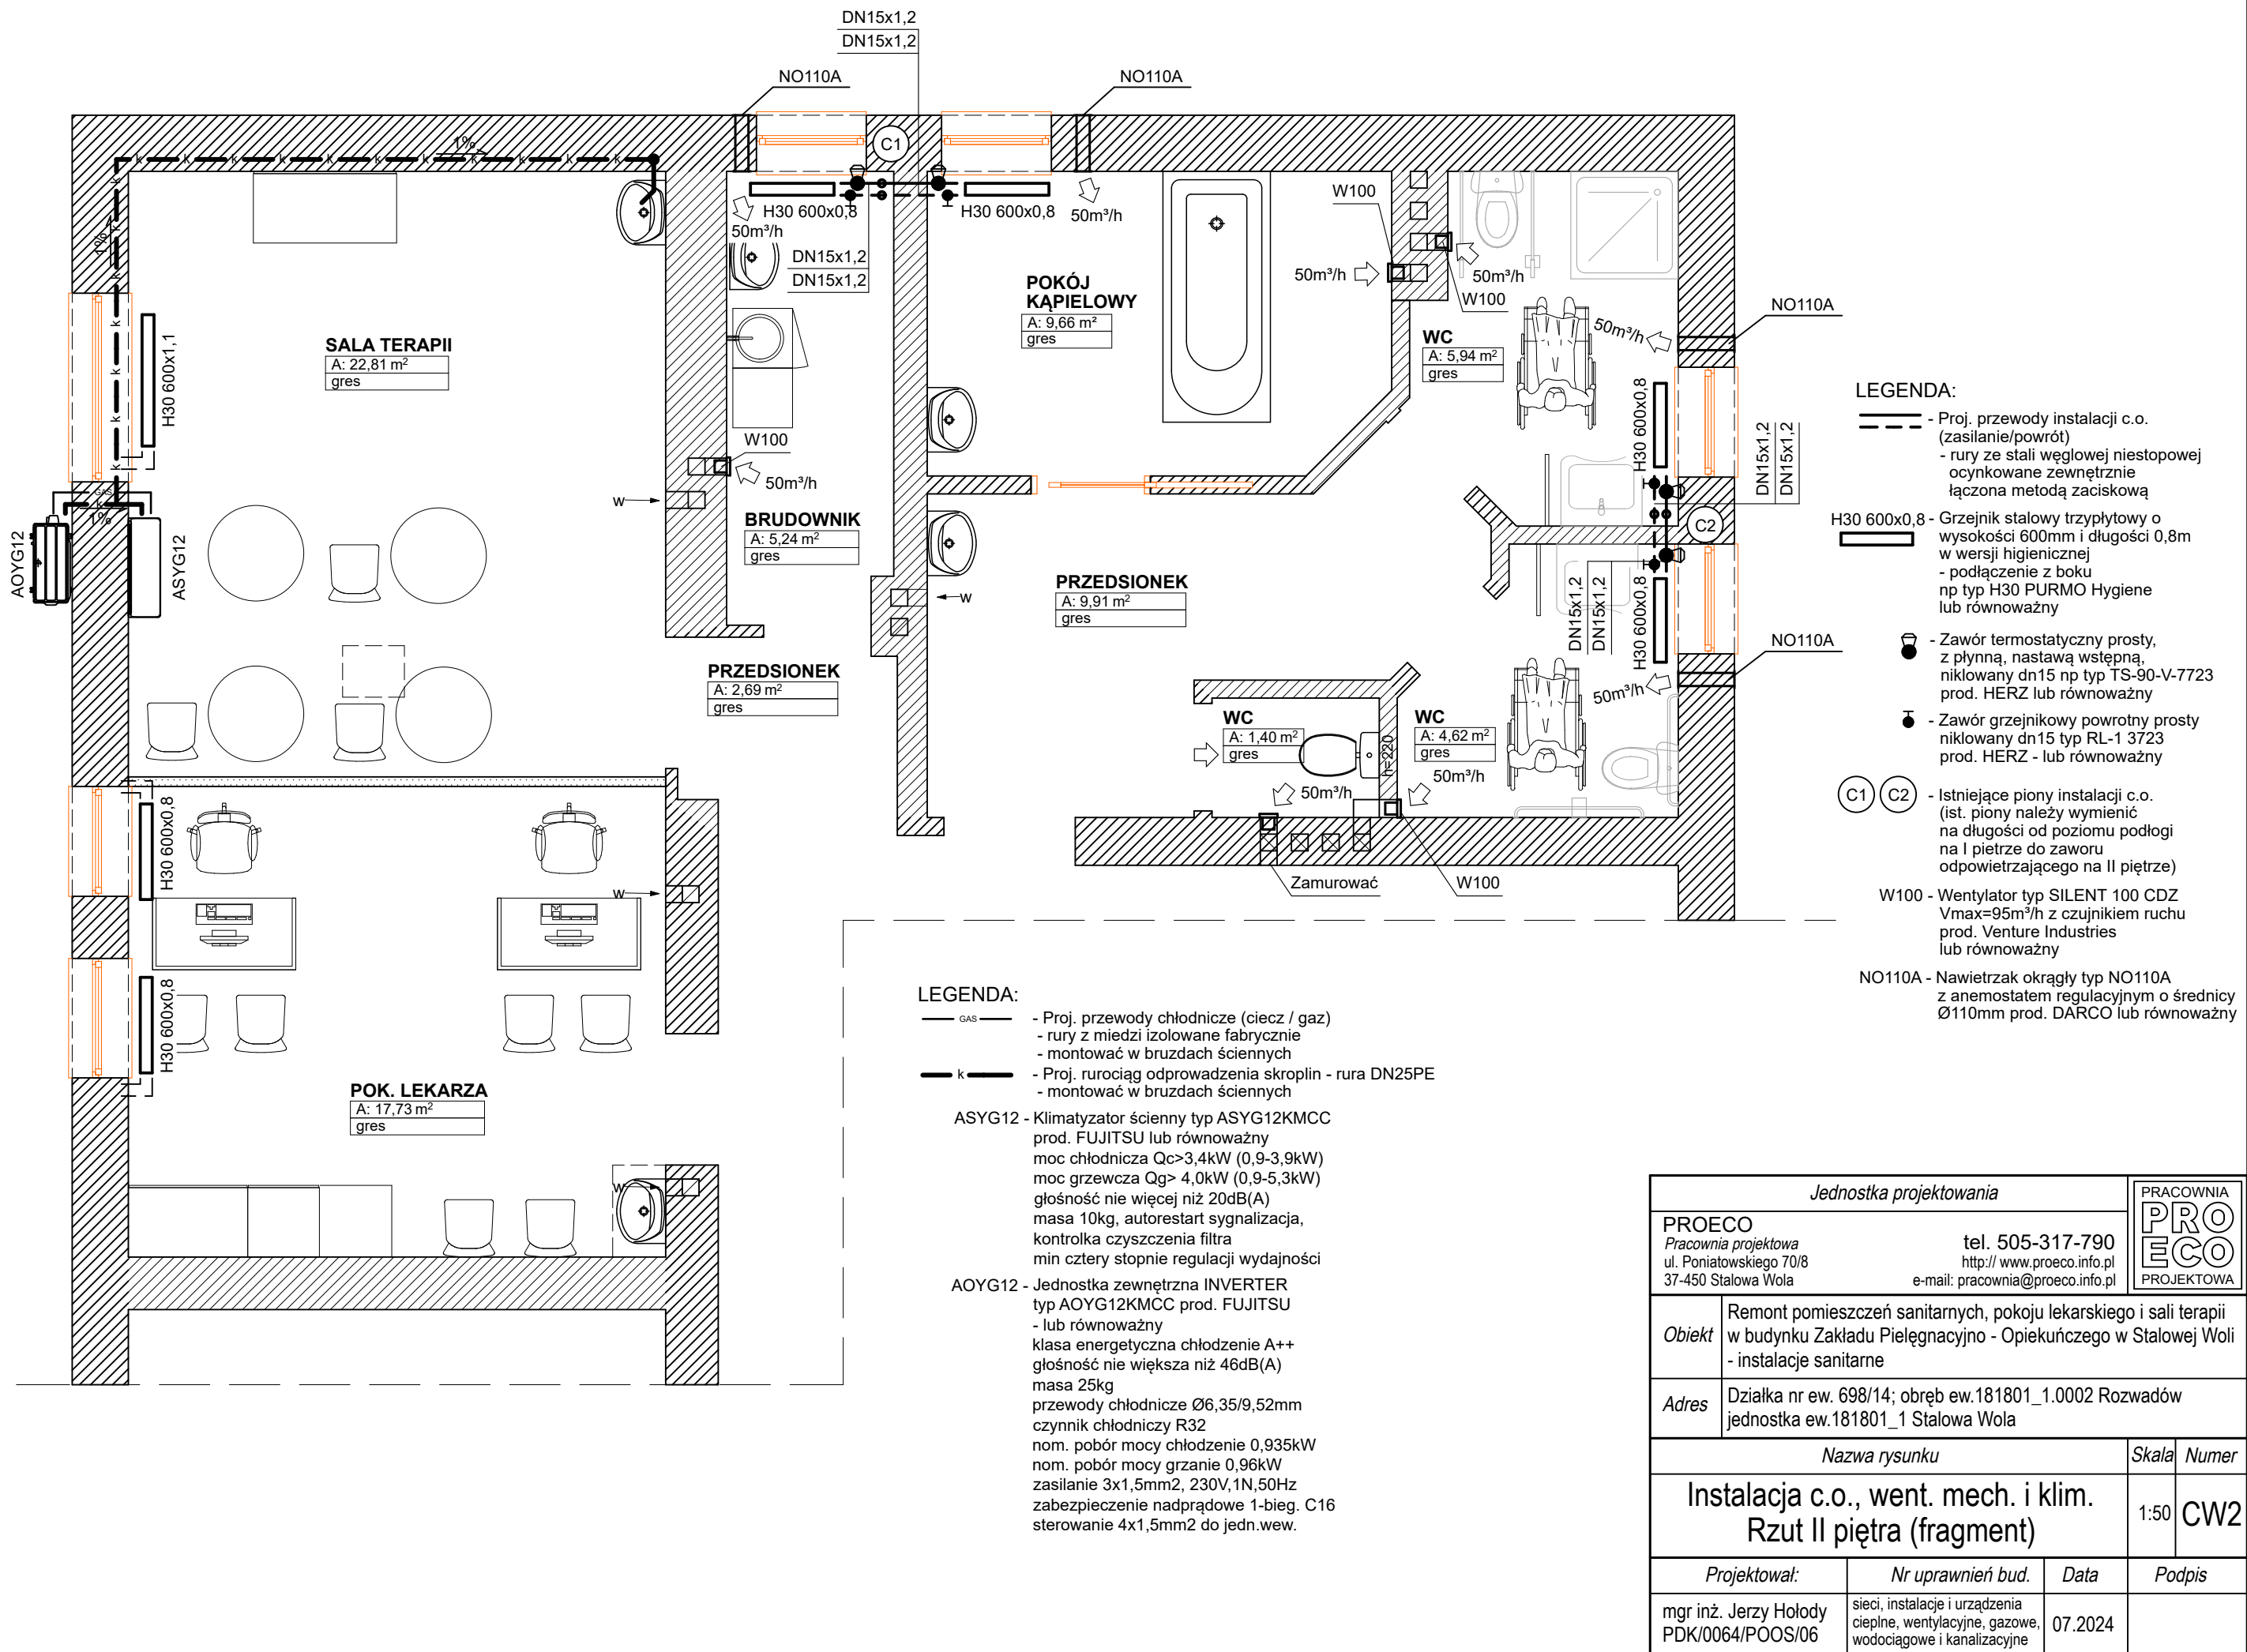 DN15x1,2
DN15x1,2
NO110A
NO110A
C1
1%
k k k k k k k k k k k
1%
k k k k k k k
H30 600x0,8
H30 600x0,8
50m³/h
50m³/h
DN15x1,2
DN15x1,2
W100
50m³/h
50m³/h
W100
POKÓJ
KĄPIELOWY
A: 9,66 m²
gres
SALA TERAPII
A: 22,81 m²
gres
H30 600x1,1
WC
A: 5,94 m²
gres
50m³/h
NO110A
H30 600x0,8
DN15x1,2
DN15x1,2
W100
50m³/h
w
GAS
k
1%
AOYG12
ASYG12
BRUDOWNIK
A: 5,24 m²
gres
C2
PRZEDSIONEK
A: 9,91 m²
gres
w
DN15x1,2
DN15x1,2
H30 600x0,8
NO110A
50m³/h
PRZEDSIONEK
A: 2,69 m²
gres
WC
A: 1,40 m²
gres
h=220
WC
A: 4,62 m²
gres
50m³/h
50m³/h
Zamurować
W100
H30 600x0,8
w
H30 600x0,8
POK. LEKARZA
A: 17,73 m²
gres
w
LEGENDA:
- Proj. przewody instalacji c.o.
(zasilanie/powrót)
- rury ze stali węglowej niestopowej
ocynkowane zewnętrznie
łączona metodą zaciskową
H30 600x0,8 - Grzejnik stalowy trzypłytowy o
wysokości 600mm i długości 0,8m
w wersji higienicznej
- podłączenie z boku
np typ H30 PURMO Hygiene
lub równoważny
- Zawór termostatyczny prosty,
z płynną, nastawą wstępną,
niklowany dn15 np typ TS-90-V-7723
prod. HERZ lub równoważny
- Zawór grzejnikowy powrotny prosty
niklowany dn15 typ RL-1 3723
prod. HERZ - lub równoważny
C1 C2 - Istniejące piony instalacji c.o.
(ist. piony należy wymienić
na długości od poziomu podłogi
na I pietrze do zaworu
odpowietrzającego na II piętrze)
W100 - Wentylator typ SILENT 100 CDZ
Vmax=95m³/h z czujnikiem ruchu
prod. Venture Industries
lub równoważny
NO110A - Nawietrzak okrągły typ NO110A
z anemostatem regulacyjnym o średnicy
Ø110mm prod. DARCO lub równoważny
LEGENDA:
GAS - Proj. przewody chłodnicze (ciecz / gaz)
- rury z miedzi izolowane fabrycznie
- montować w bruzdach ściennych
k - Proj. rurociąg odprowadzenia skroplin - rura DN25PE
- montować w bruzdach ściennych
ASYG12 - Klimatyzator ścienny typ ASYG12KMCC
prod. FUJITSU lub równoważny
moc chłodnicza Qc>3,4kW (0,9-3,9kW)
moc grzewcza Qg> 4,0kW (0,9-5,3kW)
głośność nie więcej niż 20dB(A)
masa 10kg, autorestart sygnalizacja,
kontrolka czyszczenia filtra
min cztery stopnie regulacji wydajności
AOYG12 - Jednostka zewnętrzna INVERTER
typ AOYG12KMCC prod. FUJITSU
- lub równoważny
klasa energetyczna chłodzenie A++
głośność nie większa niż 46dB(A)
masa 25kg
przewody chłodnicze Ø6,35/9,52mm
czynnik chłodniczy R32
nom. pobór mocy chłodzenie 0,935kW
nom. pobór mocy grzanie 0,96kW
zasilanie 3x1,5mm2, 230V,1N,50Hz
zabezpieczenie nadprądowe 1-bieg. C16
sterowanie 4x1,5mm2 do jedn.wew.
Jednostka projektowania
PROECO
Pracownia projektowa
ul. Poniatowskiego 70/8
37-450 Stalowa Wola
tel. 505-317-790
http:// www.proeco.info.pl
e-mail: pracownia@proeco.info.pl
PRACOWNIA
PRO
ECO
PROJEKTOWA
Obiekt
Remont pomieszczeń sanitarnych, pokoju lekarskiego i sali terapii
w budynku Zakładu Pielęgnacyjno - Opiekuńczego w Stalowej Woli
- instalacje sanitarne
Adres
Działka nr ew. 698/14; obręb ew.181801_1.0002 Rozwadów
jednostka ew.181801_1 Stalowa Wola
Nazwa rysunku Skala Numer
Instalacja c.o., went. mech. i klim.
Rzut II piętra (fragment)
1:50 CW2
Projektował: Nr uprawnień bud. Data Podpis
mgr inż. Jerzy Hołody
PDK/0064/POOS/06
sieci, instalacje i urządzenia
cieplne, wentylacyjne, gazowe,
wodociągowe i kanalizacyjne
07.2024